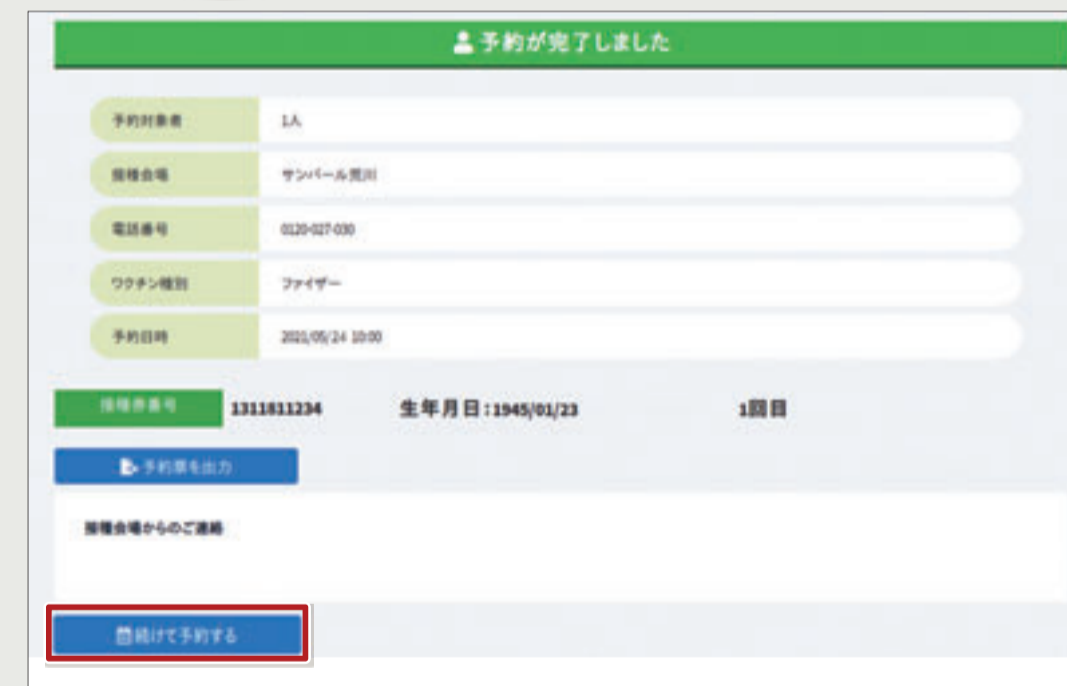 予約が完了しました
予約対象者 1人
接種会場 サンパール荒川
電話番号 0120-027-030
ワクチン種別 ファイザー
予約日時 2021/05/24 10:00
接種券番号 1311811234 生年月日:1945/01/23 1回目
予約票を出力
接種会場からのご連絡
続けて予約する